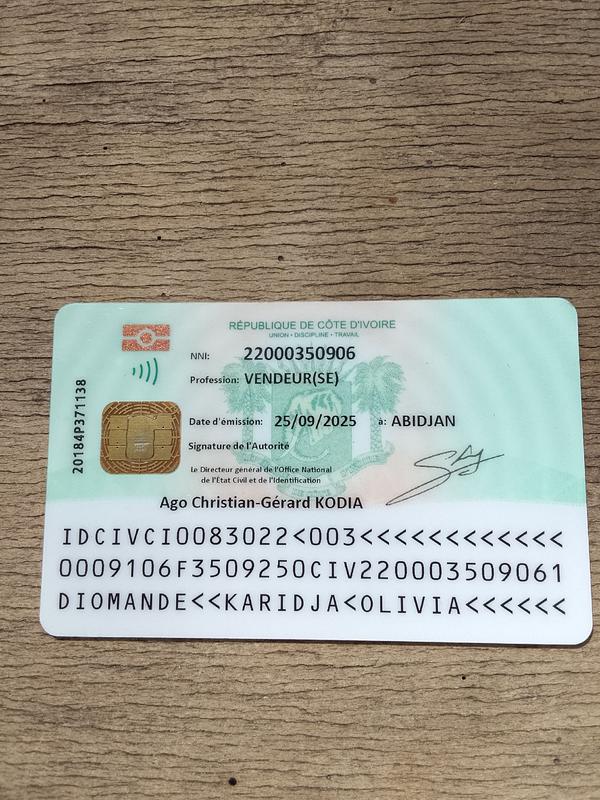 RÉPUBLIQUE DE CÔTE D'IVOIRE
UNION • DISCIPLINE • TRAVAIL
NNI: 22000350906
Profession: VENDEUR(SE)
Date d'émission: 25/09/2025 à: ABIDJAN
Signature de l'Autorité
Le Directeur général de l'Office National
de l'État Civil et de l'Identification
Ago Christian-Gérard KODIA
20184P371138
IDCIVCI0083022<003<<<<<<<<<<<<
0009106F3509250CIV220003509061
DIOMANDE<<KARIDJA<OLIVIA<<<<<<